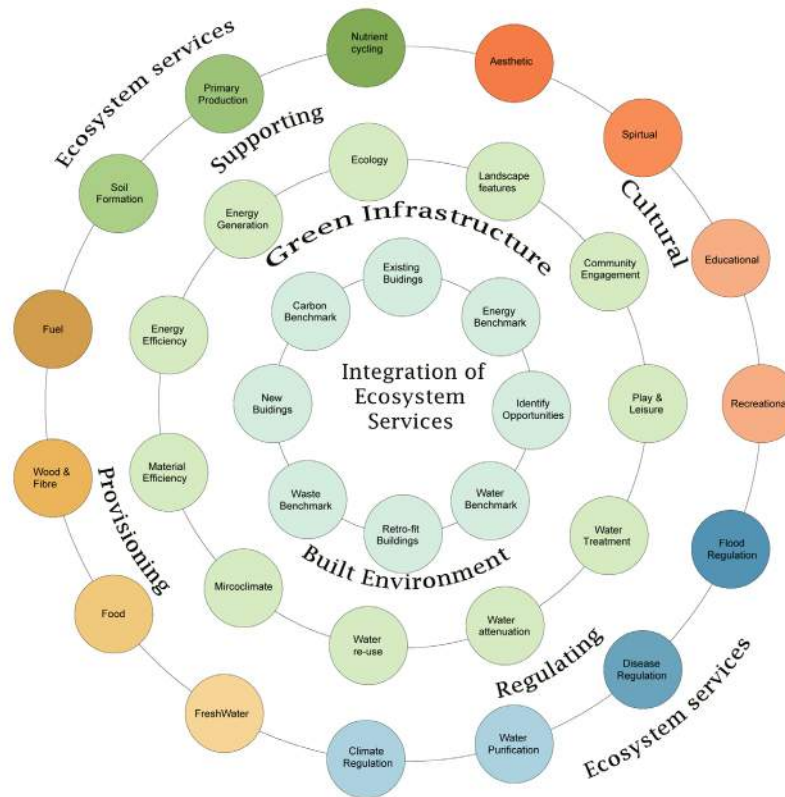 Ecosystem services
Supporting
Nutrient
cycling
Primary
Production
Soil
Formation
Aesthetic
Spirtual
Educational
Recreational
Cultural
Fuel
Wood &
Fibre
Food
FreshWater
Provisioning
Climate
Regulation
Water
Purification
Disease
Regulation
Flood
Regulation
Regulating
Ecosystem services
Green Infrastructure
Ecology
Landscape
features
Community
Engagement
Play &
Leisure
Water
Treatment
Water
attenuation
Water
re-use
Mircoclimate
Material
Efficiency
Energy
Efficiency
Energy
Generation
Existing
Buidings
Energy
Benchmark
Identify
Opportunities
Water
Benchmark
Retro-fit
Buildings
Waste
Benchmark
New
Buidings
Carbon
Benchmark
Integration of
Ecosystem
Services
Built Environment